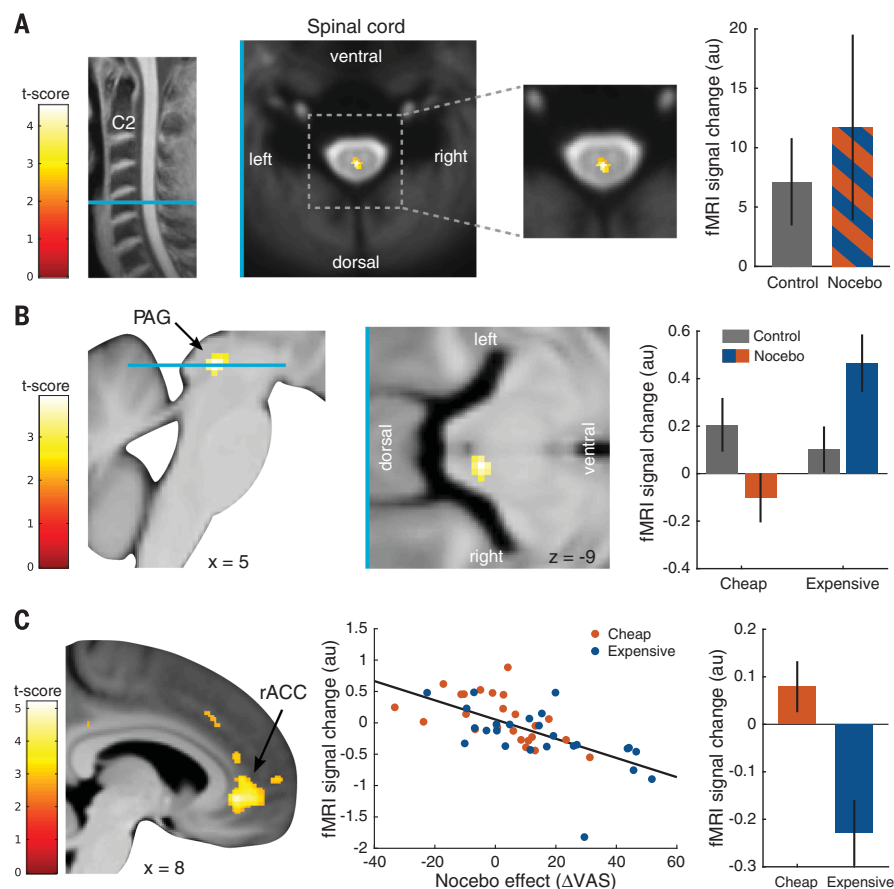 A
Spinal cord
t-score
4
3
2
1
0
C2
ventral
left
right
dorsal
fMRI signal change (au)
20
15
10
5
0
Control
Nocebo
B
PAG
t-score
3
2
1
0
x = 5
left
dorsal
ventral
right
z = -9
fMRI signal change (au)
0.6
0.4
0.2
0
-0.2
-0.4
Control
Nocebo
Cheap
Expensive
C
t-score
5
4
3
2
1
0
rACC
x = 8
fMRI signal change (au)
1.5
1
0.5
0
-0.5
-1
-1.5
-2
Cheap
Expensive
-40
-20
0
20
40
60
Nocebo effect (ΔVAS)
fMRI signal change (au)
0.2
0.1
0
-0.1
-0.2
-0.3
Cheap
Expensive